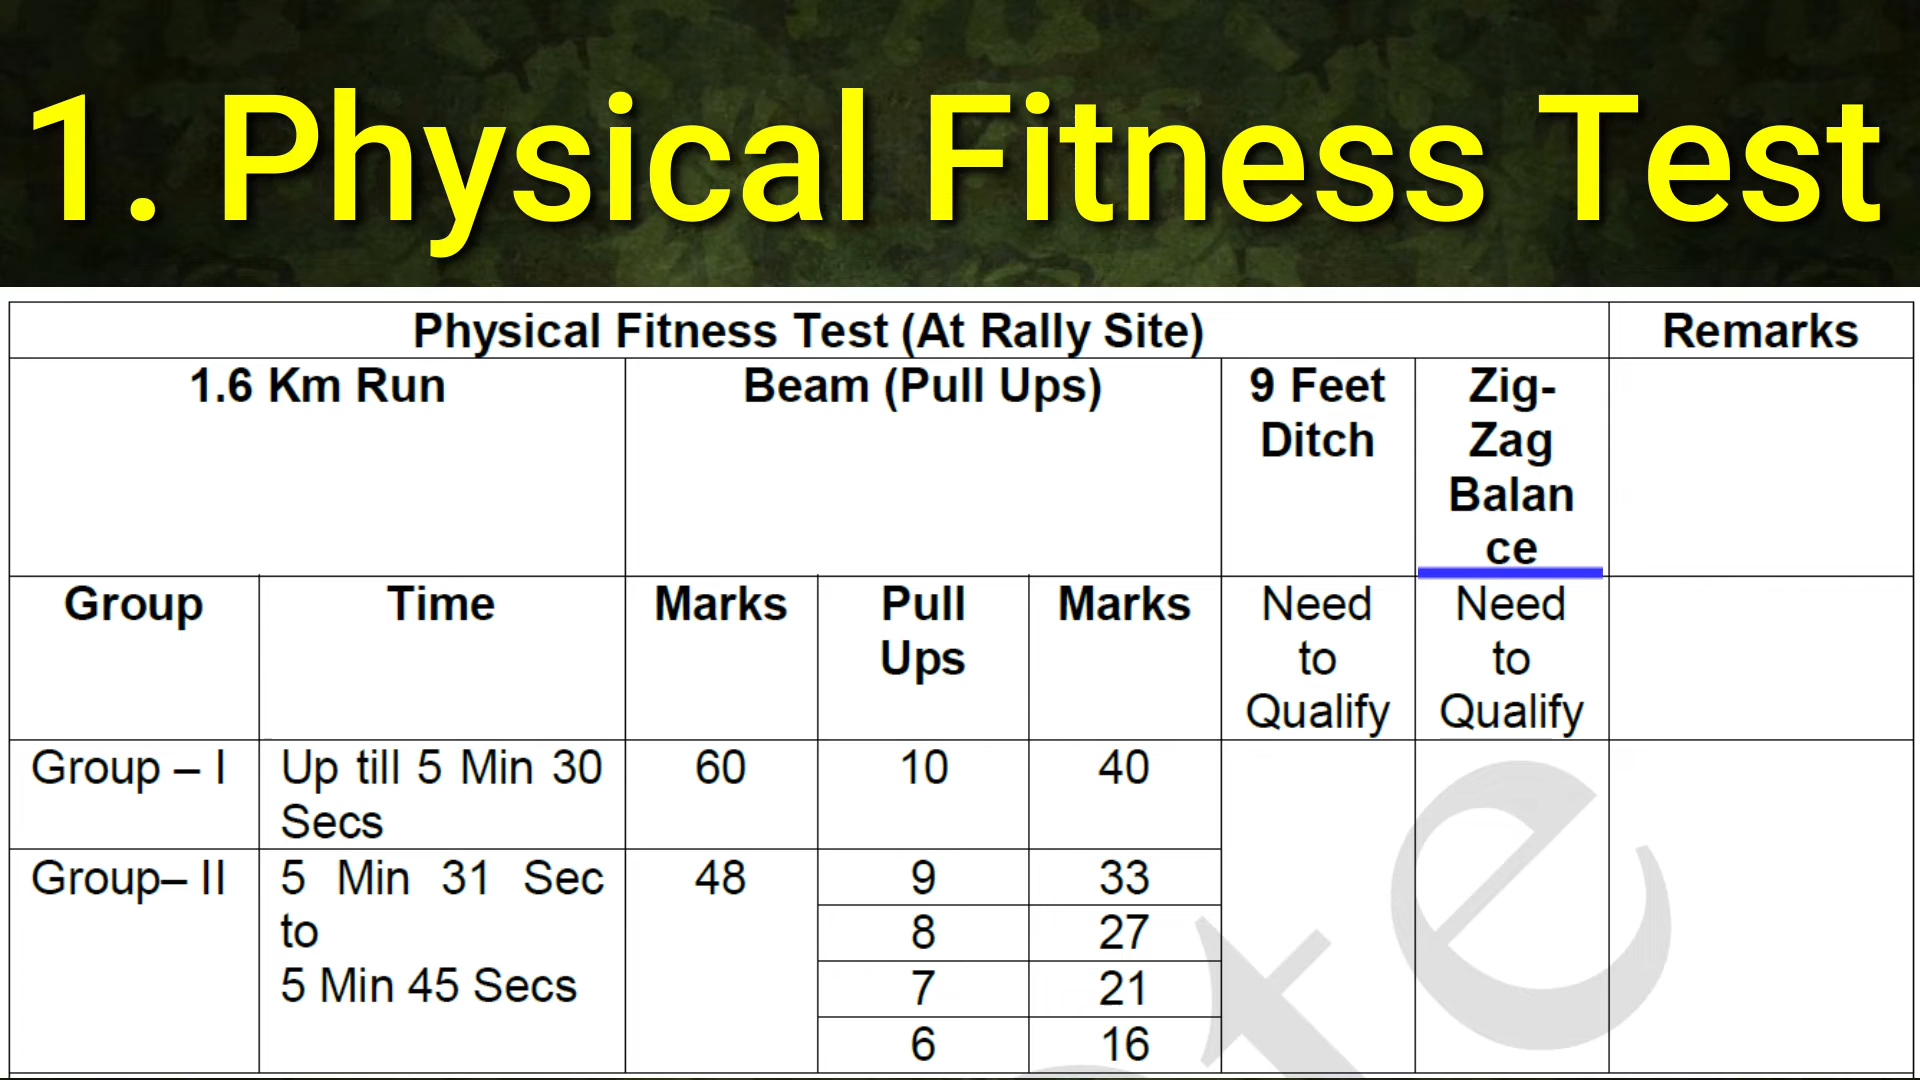 1. Physical Fitness Test
Physical Fitness Test (At Rally Site)
Remarks
1.6 Km Run
Beam (Pull Ups)
9 Feet
Ditch
Zig-
Zag
Balan
ce
Group
Time
Marks
Pull
Ups
Marks
Need
to
Qualify
Need
to
Qualify
Group – I
Up till 5 Min 30
Secs
60
10
40
Group– II
5 Min 31 Sec
to
5 Min 45 Secs
48
9
33
8
27
7
21
6
16
te